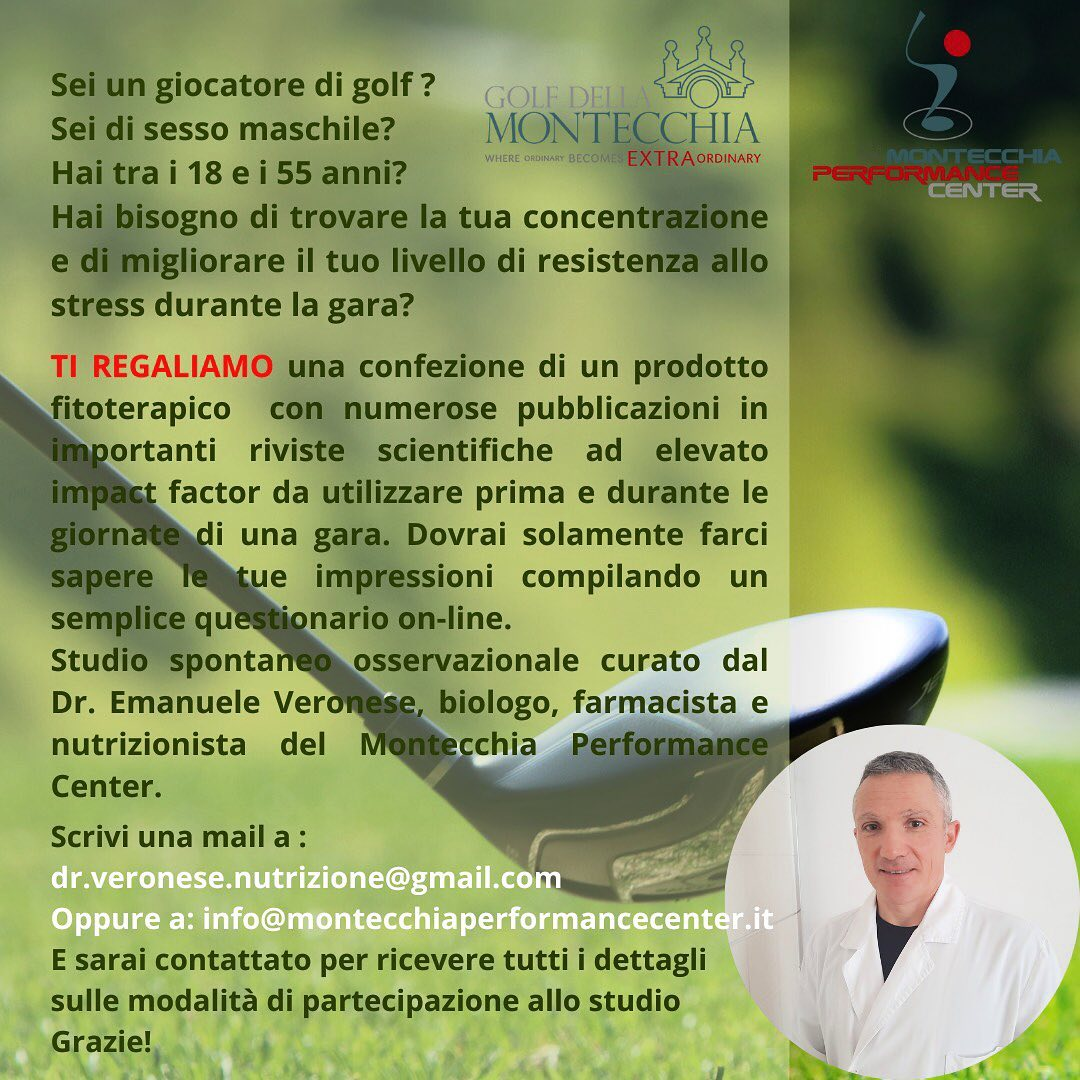 Sei un giocatore di golf ?
Sei di sesso maschile?
Hai tra i 18 e i 55 anni?
Hai bisogno di trovare la tua concentrazione
e di migliorare il tuo livello di resistenza allo
stress durante la gara?
GOLF DELLA
MONTECCHIA
WHERE ORDINARY BECOMES EXTRAORDINARY
MONTECCHIA
PERFORMANCE
CENTER
TI REGALIAMO una confezione di un prodotto
fitoterapico con numerose pubblicazioni in
importanti riviste scientifiche ad elevato
impact factor da utilizzare prima e durante le
giornate di una gara. Dovrai solamente farci
sapere le tue impressioni compilando un
semplice questionario on-line.
Studio spontaneo osservazionale curato dal
Dr. Emanuele Veronese, biologo, farmacista e
nutrizionista del Montecchia Performance
Center.
Scrivi una mail a :
dr.veronese.nutrizione@gmail.com
Oppure a: info@montecchiaperformancecenter.it
E sarai contattato per ricevere tutti i dettagli
sulle modalità di partecipazione allo studio
Grazie!